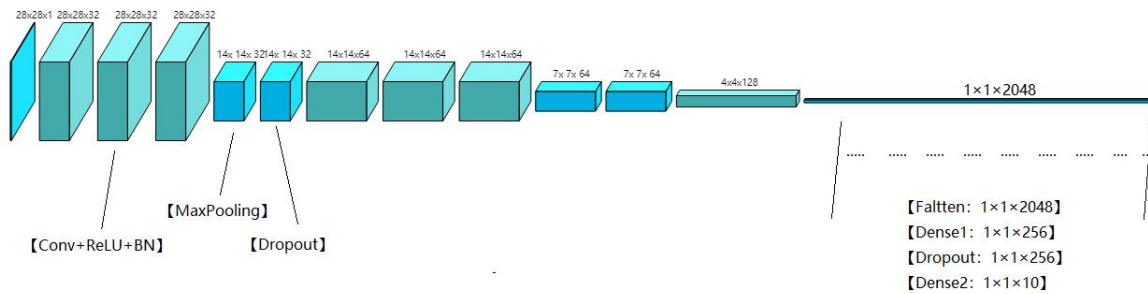 28x28x1
28x28x32
28x28x32
28x28x32
14x 14x 32
14x 14x 32
14x14x64
14x14x64
14x14x64
7x 7x 64
7x 7x 64
4x4x128
1×1×2048
..... ..... ..... ..... ..... ..... ..... .....
【MaxPooling】
【Conv+ReLU+BN】
【Dropout】
【Faltten: 1×1×2048】
【Dense1: 1×1×256】
【Dropout: 1×1×256】
【Dense2: 1×1×10】